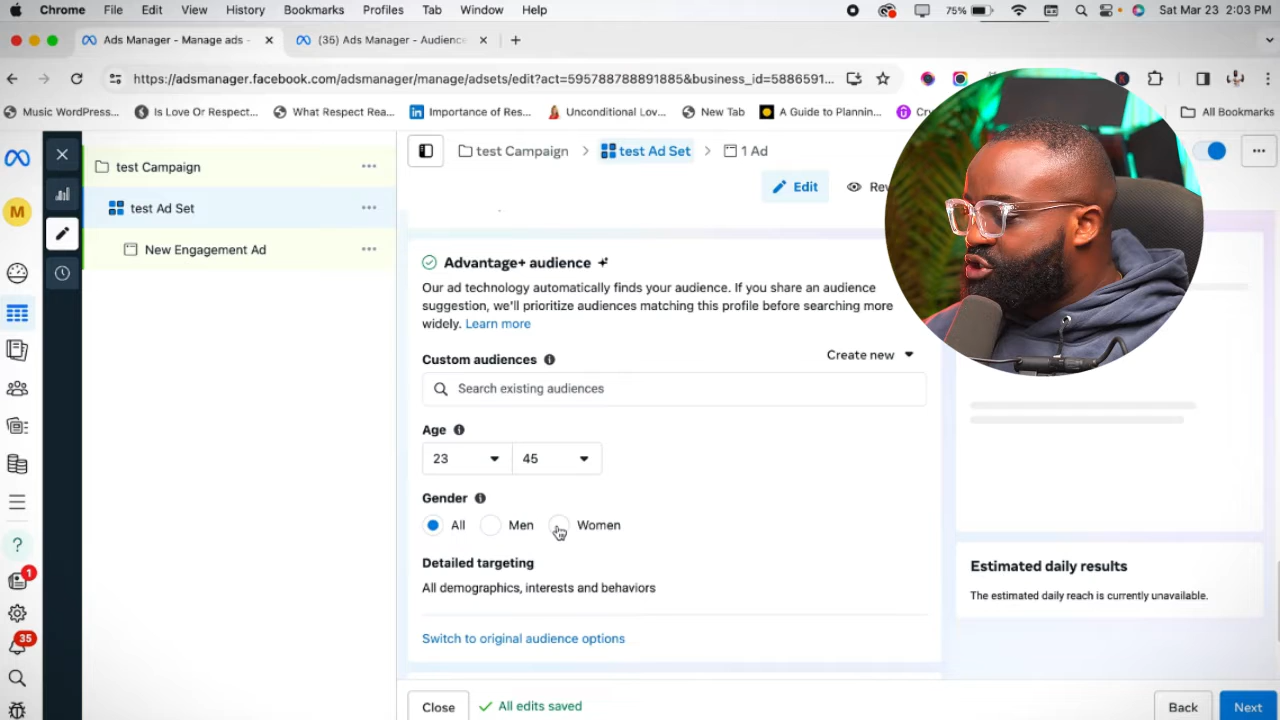 Chrome File Edit View History Bookmarks Profiles Tab Window Help 75% Sat Mar 23 2:03 PM
Ads Manager - Manage ads - (35) Ads Manager - Audience
https://adsmanager.facebook.com/adsmanager/manage/adsets/edit?act=595788788891885&business_id=5886591...
Music WordPress... Is Love Or Respect... What Respect Rea... Importance of Res... Unconditional Lov... New Tab A Guide to Plannin... All Bookmarks
test Campaign
test Ad Set
New Engagement Ad
M
1
35
test Campaign > test Ad Set > 1 Ad
Edit
Advantage+ audience
Our ad technology automatically finds your audience. If you share an audience
suggestion, we'll prioritize audiences matching this profile before searching more
widely. Learn more
Custom audiences Create new
Search existing audiences
Age
23 45
Gender
All Men Women
Detailed targeting
All demographics, interests and behaviors
Switch to original audience options
Estimated daily results
The estimated daily reach is currently unavailable.
Close All edits saved Back Next